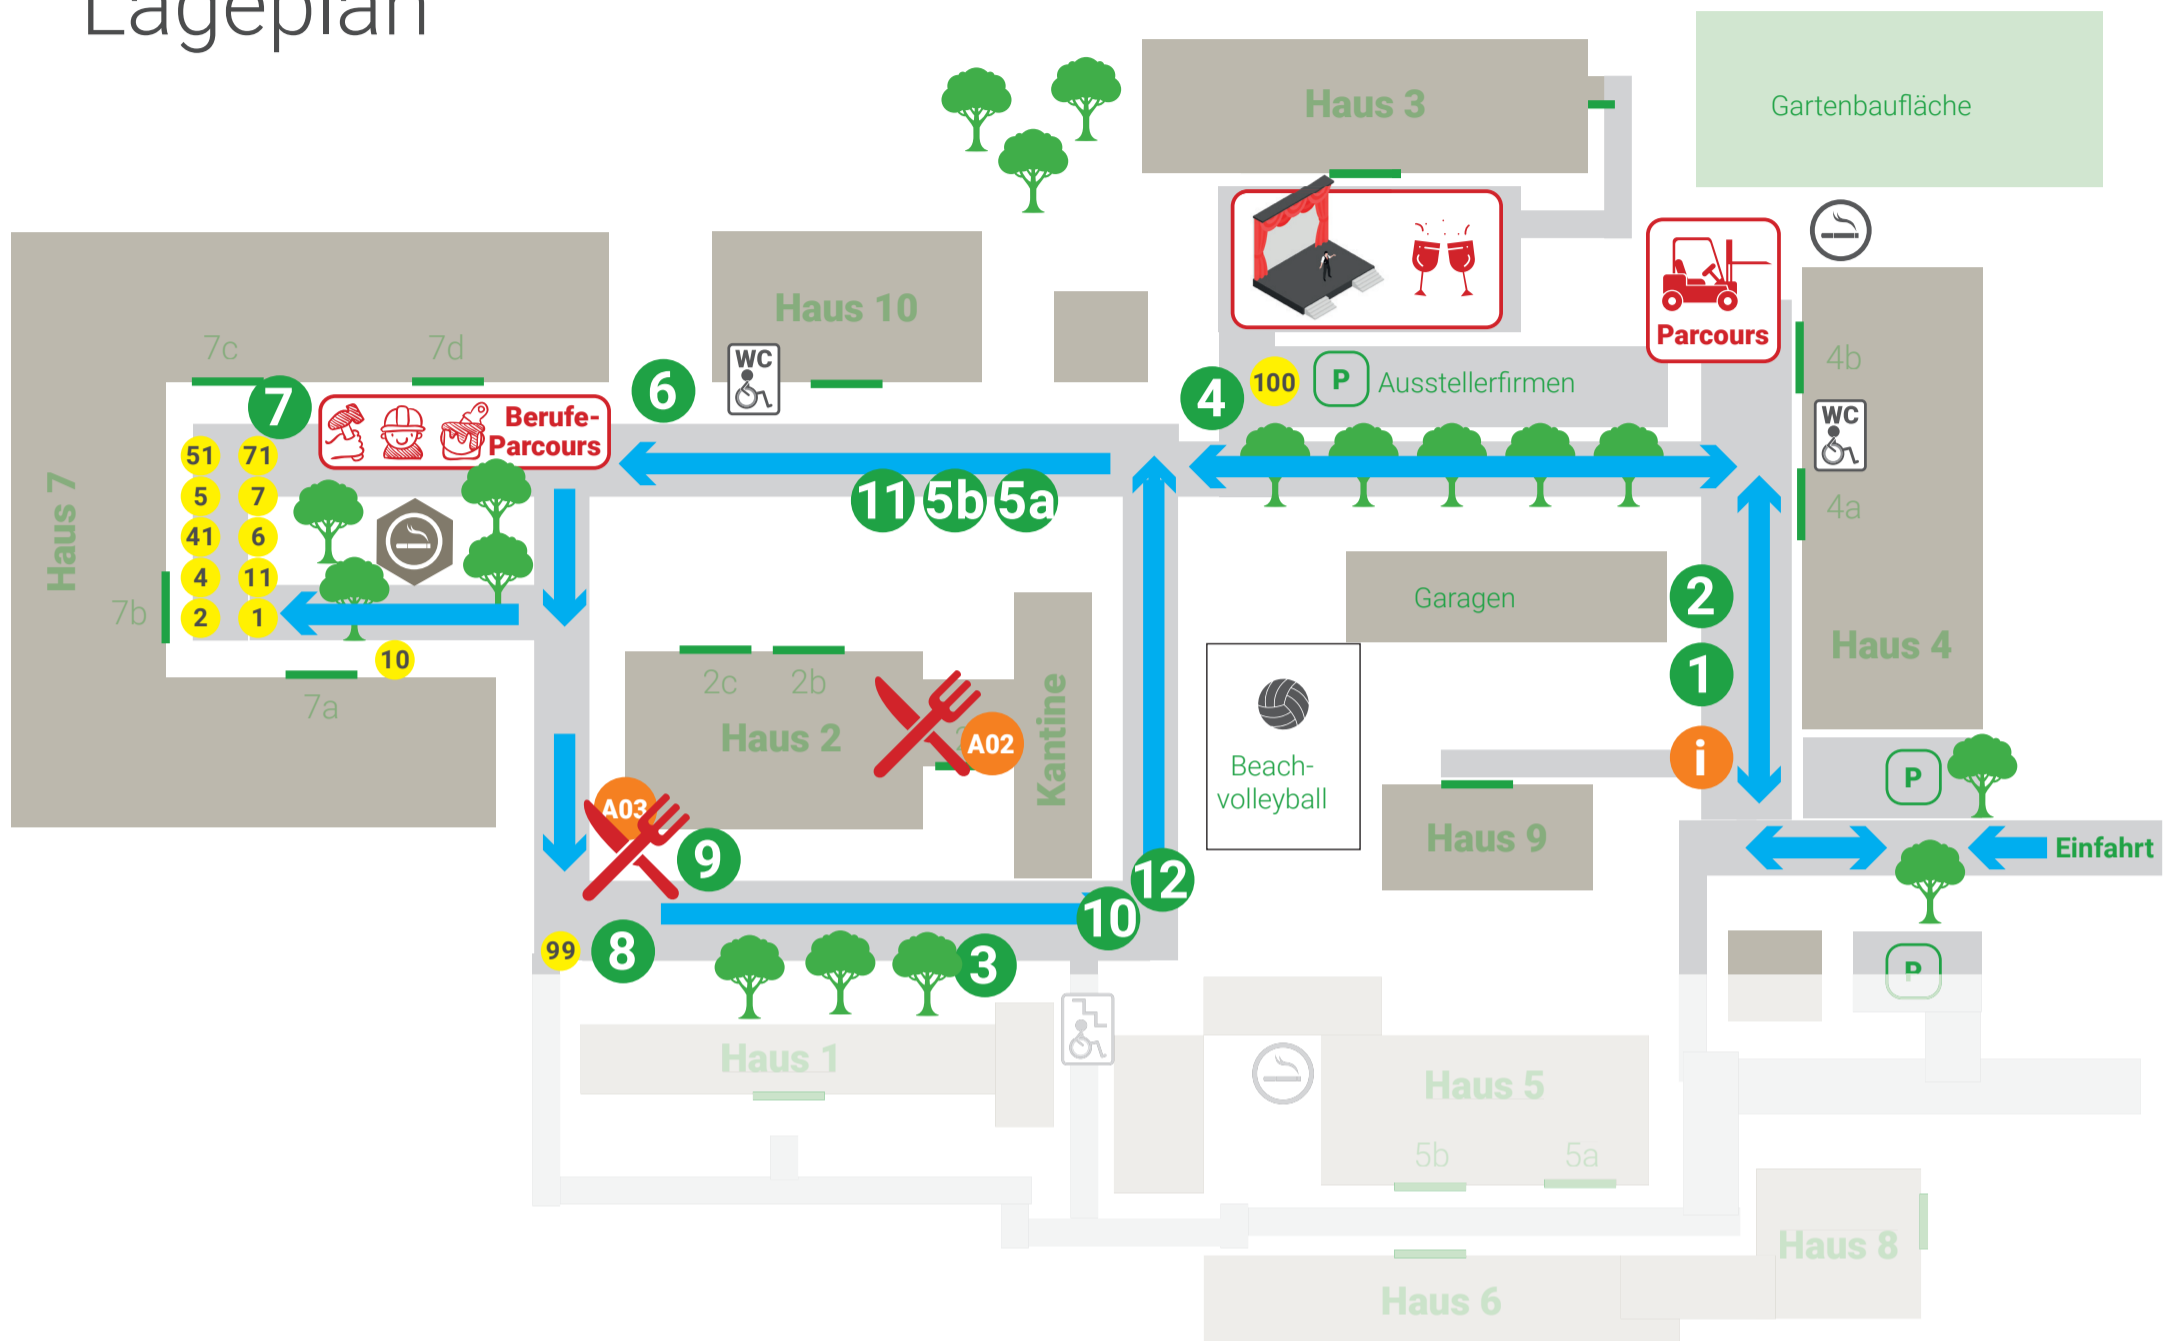 Lageplan
Haus 3
Gartenbaufläche
Haus 10
WC
7c
7d
Parcours
4b
7
Berufe-
Parcours
6
4
100
P
Ausstellerfirmen
WC
51
71
5
7
41
6
4
11
2
1
11
5b
5a
4a
Haus 7
7b
10
7a
Garagen
2
1
i
Haus 4
2c
2b
Haus 2
A02
Kantine
Beach-
volleyball
P
A03
9
Haus 9
Einfahrt
12
10
99
8
3
P
Haus 1
Haus 5
5b
5a
Haus 8
Haus 6